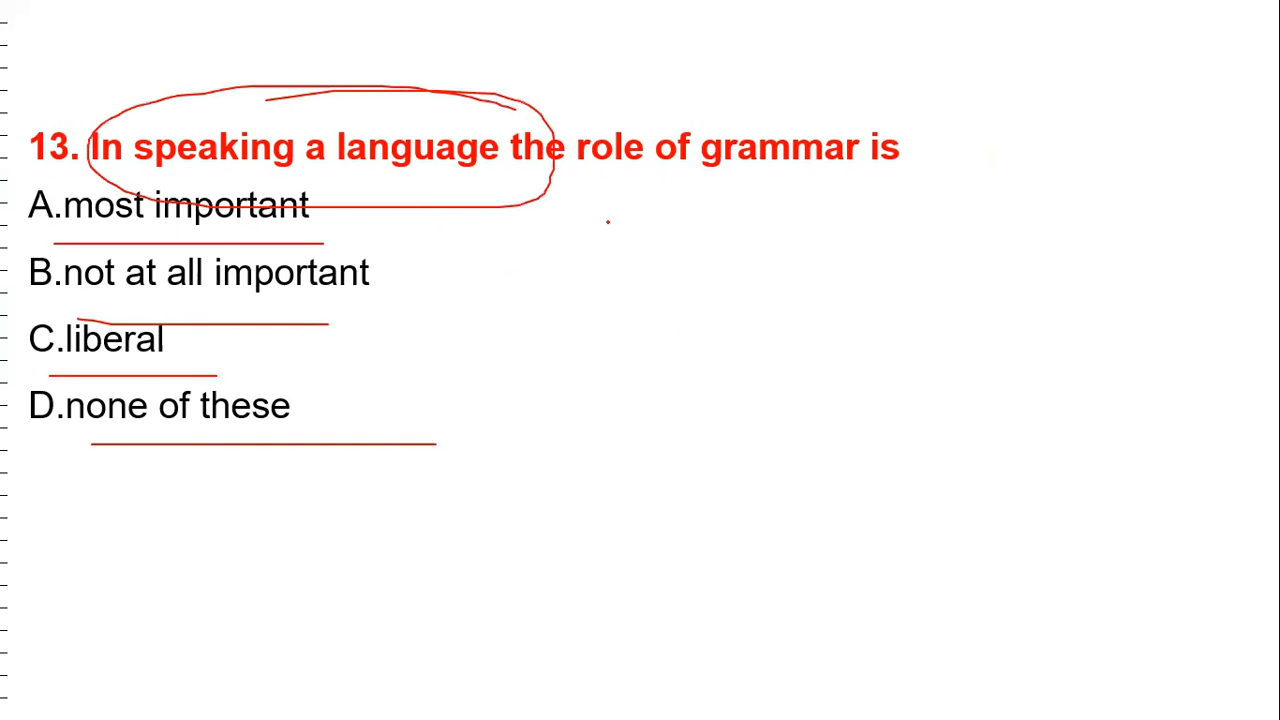 13. In speaking a language the role of grammar is
A.most important
B.not at all important
C.liberal
D.none of these